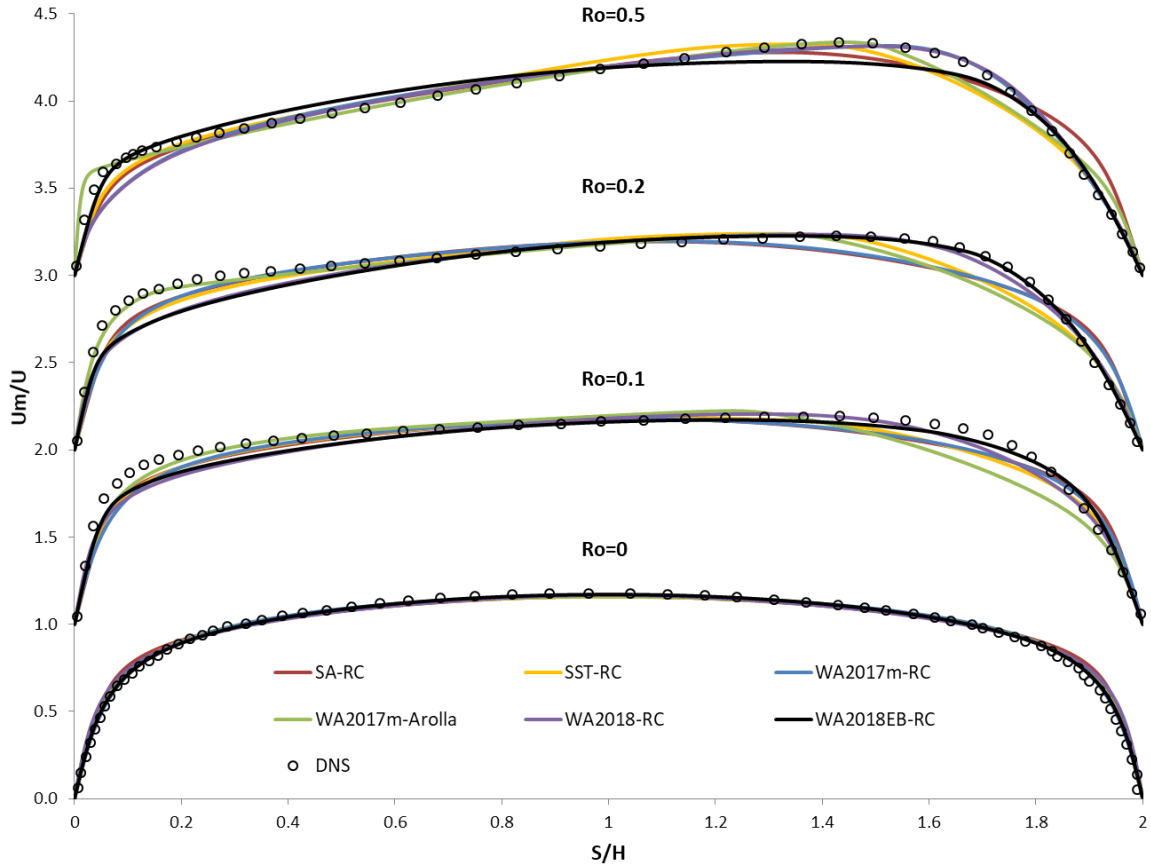 Ro=0.5
Ro=0.2
Ro=0.1
Ro=0
4.5
4.0
3.5
3.0
2.5
2.0
1.5
1.0
0.5
0.0
Um/U
SA-RC SST-RC WA2017m-RC
WA2017m-Arolla WA2018-RC WA2018EB-RC
DNS
0 0.2 0.4 0.6 0.8 1 1.2 1.4 1.6 1.8 2
S/H